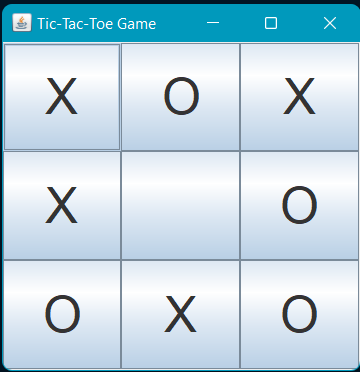 Tic-Tac-Toe Game
X O X
X O
O X O